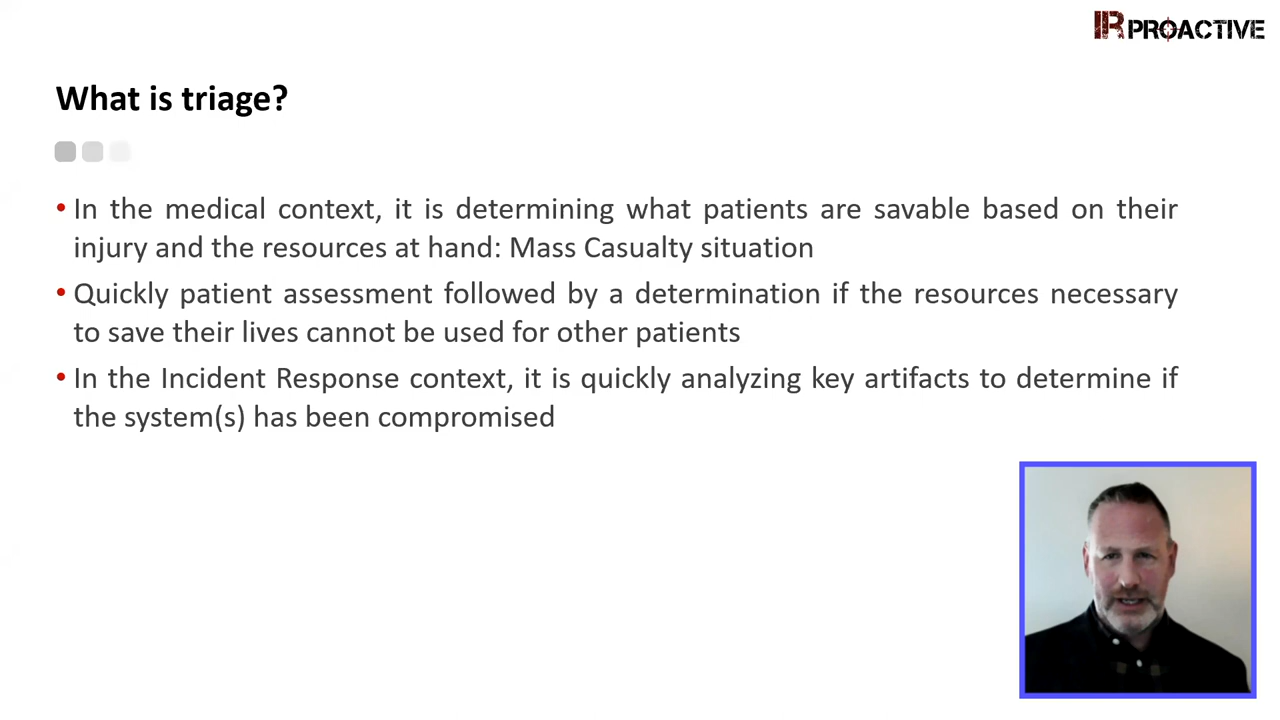 IR PROACTIVE
What is triage?
• In the medical context, it is determining what patients are savable based on their
injury and the resources at hand: Mass Casualty situation
• Quickly patient assessment followed by a determination if the resources necessary
to save their lives cannot be used for other patients
• In the Incident Response context, it is quickly analyzing key artifacts to determine if
the system(s) has been compromised